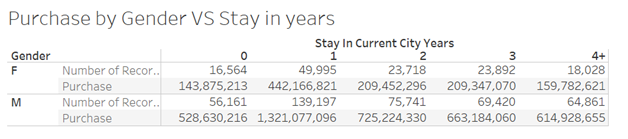 Purchase by Gender VS Stay in years
Stay In Current City Years
Gender 0 1 2 3 4+
F Number of Recor.. 16,564 49,995 23,718 23,892 18,028
Purchase 143,875,213 442,166,821 209,452,296 209,347,070 159,782,621
M Number of Recor.. 56,161 139,197 75,741 69,420 64,861
Purchase 528,630,216 1,321,077,096 725,224,330 663,184,060 614,928,655